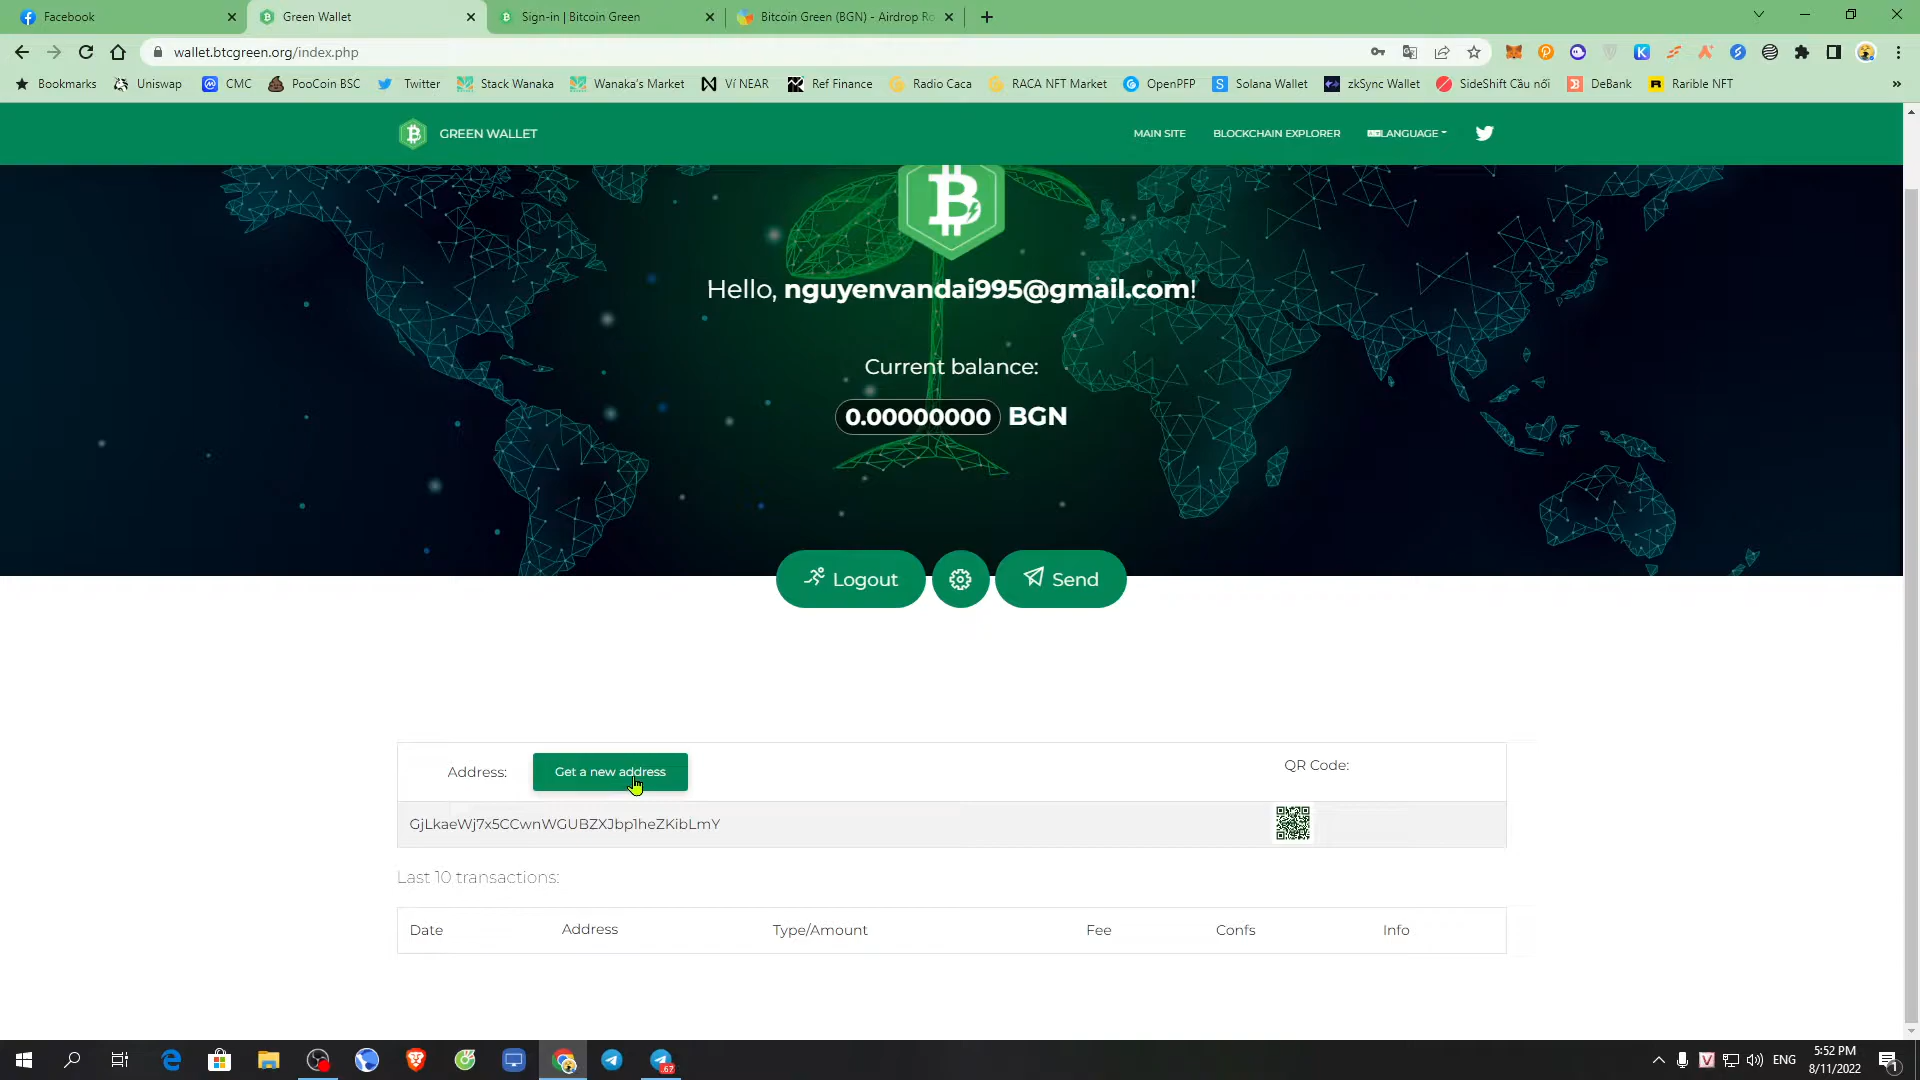 Facebook
Green Wallet
Sign-in | Bitcoin Green
Bitcoin Green (BGN) - Airdrop Ro
wallet.btcgreen.org/index.php
Bookmarks
Uniswap
CMC
PooCoin BSC
Twitter
Stack Wanaka
Wanaka's Market
Ví NEAR
Ref Finance
Radio Caca
RACA NFT Market
OpenPFP
Solana Wallet
zkSync Wallet
SideShift Cầu nối
DeBank
Rarible NFT
GREEN WALLET
MAIN SITE
BLOCKCHAIN EXPLORER
LANGUAGE
Hello, nguyenvandai995@gmail.com!
Current balance:
0.00000000 BGN
Logout
Send
Address:
Get a new address
QR Code:
GjLkaeWj7x5CCwnWGUBZXJbp1heZKibLmY
Last 10 transactions:
Date
Address
Type/Amount
Fee
Confs
Info
.67
ENG
5:52 PM
8/11/2022
1